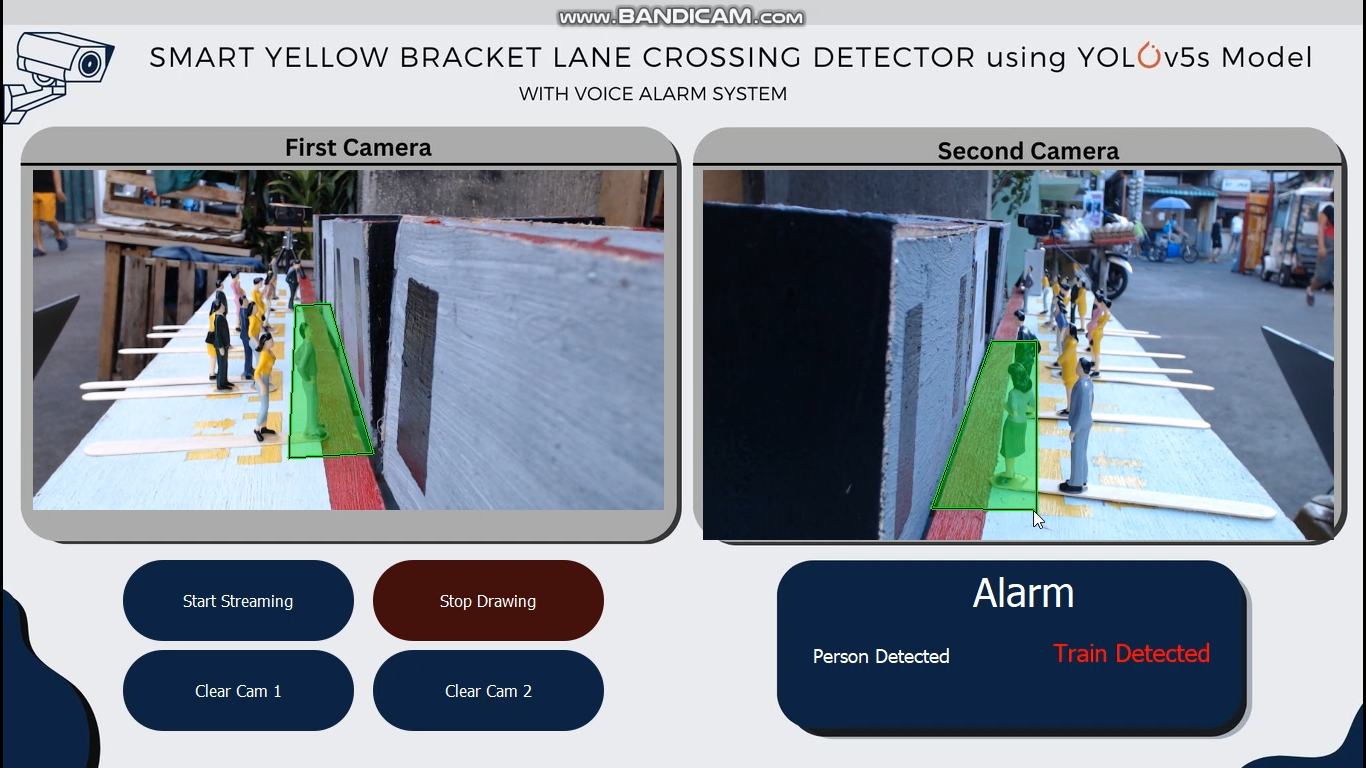 www.BANDICAM.com
SMART YELLOW BRACKET LANE CROSSING DETECTOR using YOLOv5s Model
WITH VOICE ALARM SYSTEM
First Camera
Second Camera
Start Streaming
Stop Drawing
Clear Cam 1
Clear Cam 2
Alarm
Person Detected
Train Detected